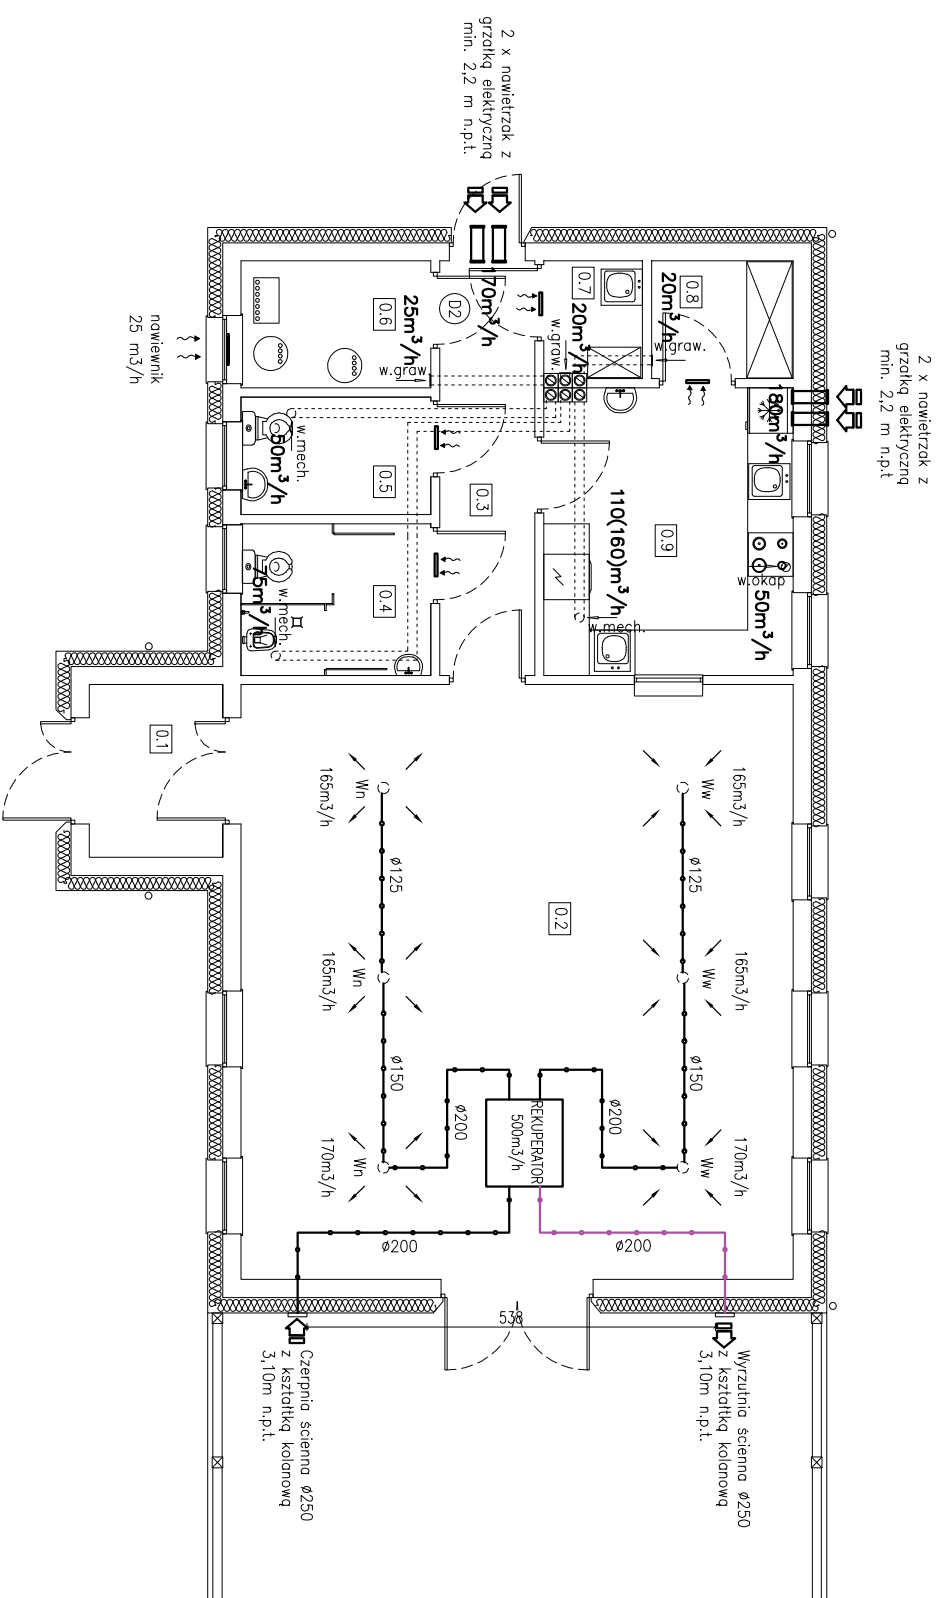 2 x nawietrzak z
grzałką elektryczną
min. 2,2 m n.p.t.
2 x nawietrzak z
grzałką elektryczną
min. 2,2 m n.p.t
nawiewnik
25 m3/h
0.8
20m³/h
w.graw.
0.7
20m³/h
w.graw.
70m³/h
D2
0.6
25m³/h
w.graw.
180m³/h
0.9
110(160)m³/h
w.mech.
w.okap
50m³/h
0.3
0.5
w.mech.
50m³/h
0.4
w.mech.
75m³/h
0.1
0.2
165m3/h
Ww
ø125
165m3/h
Ww
ø150
170m3/h
Ww
ø200
165m3/h
Wn
ø125
165m3/h
Wn
ø150
170m3/h
Wn
ø200
REKUPERATOR
500m3/h
ø200
ø200
538
Wyrzutnia ścienna ø250
z kształtką kolanową
3,10m n.p.t.
Czerpnia ścienna ø250
z kształtką kolanową
3,10m n.p.t.